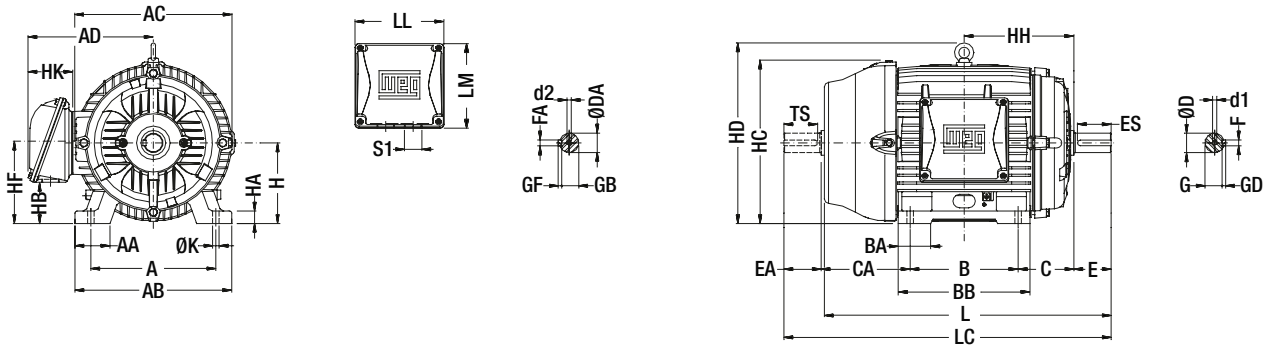 AC
AD
HK
HF
HB
HA
H
AA
ØK
A
AB
LL
LM
WEG
S1
d2
FA
ØDA
GF
GB
HH
HD
HC
TS
WEG
ES
BA
EA
CA
B
C
E
BB
L
LC
ØD
d1
F
G
GD